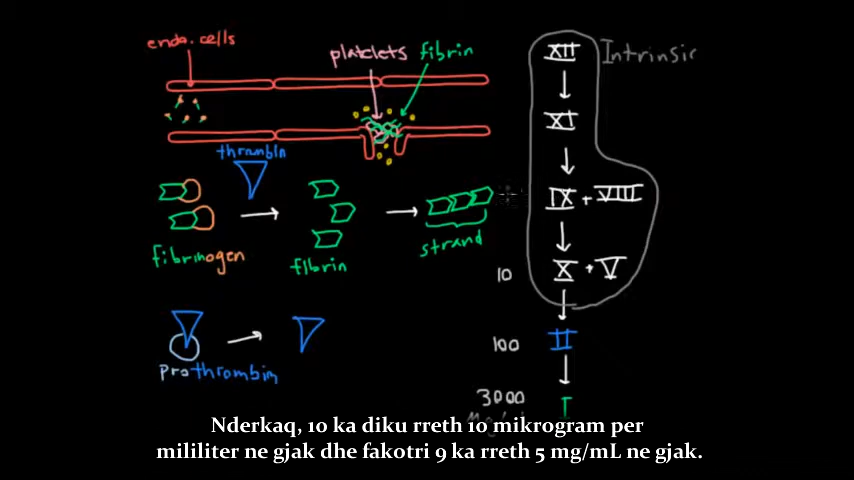 endo. cells
platelets
fibrin
XII
Intrinsic
XI
thrombin
IX + VIII
fibrinogen
fibrin
strand
10
X + V
prothrombin
100
II
3000
I
Nderkaq, 10 ka diku rreth 10 mikrogram per
mililiter ne gjak dhe fakotri 9 ka rreth 5 mg/mL ne gjak.